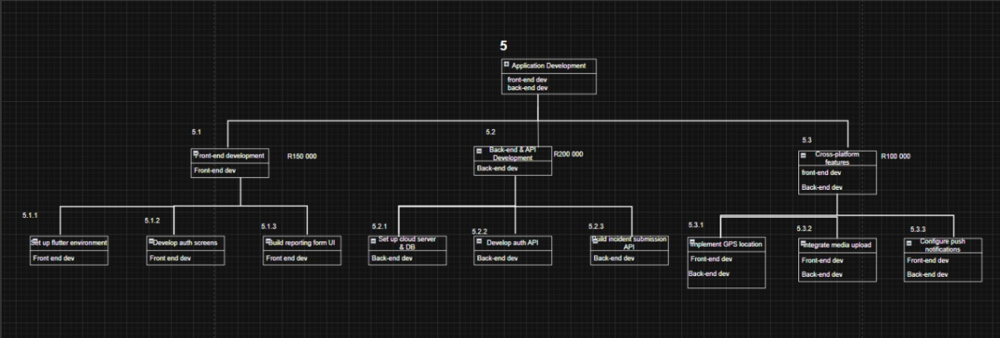 5
Application Development
front-end dev
back-end dev
5.1
Front-end development
R150 000
Front-end dev
5.2
Back-end & API
Development
R200 000
Back-end dev
5.3
Cross-platform
features
R100 000
front-end dev
Back-end dev
5.1.1
Set up flutter environment
Front end dev
5.1.2
Develop auth screens
Front end dev
5.1.3
Build reporting form UI
Front end dev
5.2.1
Set up cloud server
& DB
Back-end dev
5.2.2
Develop auth API
Back-end dev
5.2.3
Build incident submission
API
Back-end dev
5.3.1
Implement GPS location
Front-end dev
Back-end dev
5.3.2
Integrate media upload
Front-end dev
Back-end dev
5.3.3
Configure push
notifications
Front-end dev
Back-end dev